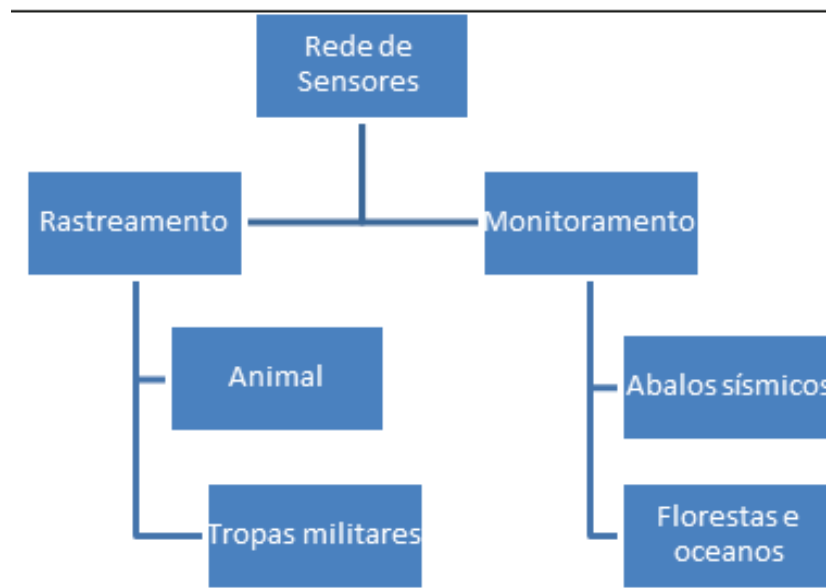 Rede de
Sensores
Rastreamento
Monitoramento
Animal
Abalos sísmicos
Tropas militares
Florestas e
oceanos